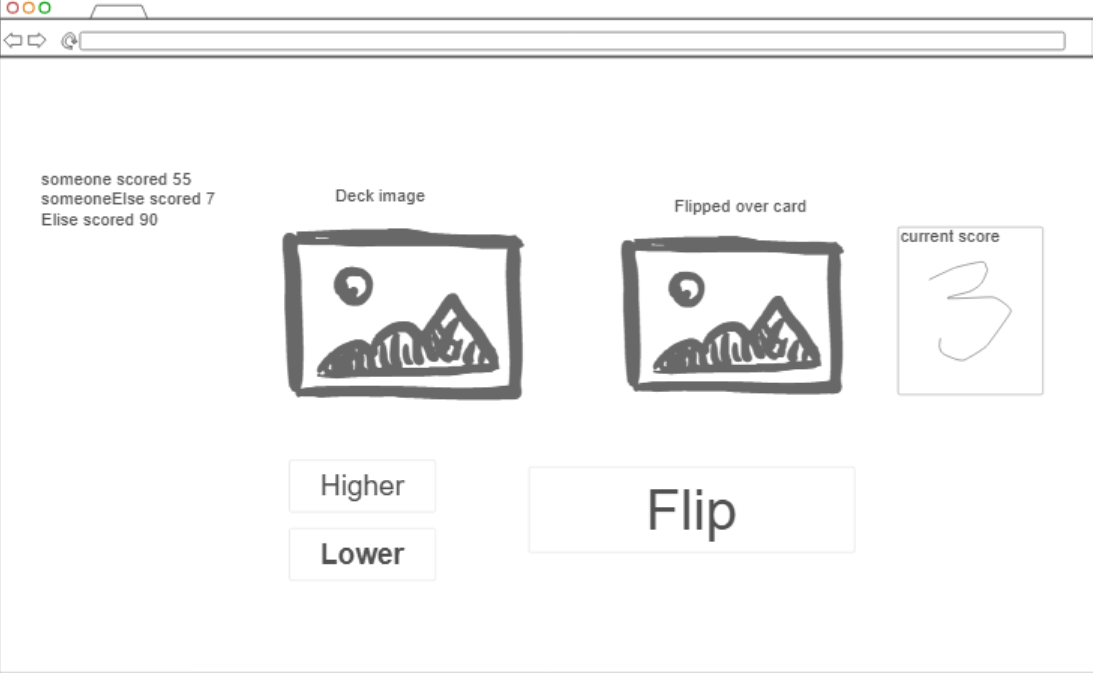 someone scored 55
someoneElse scored 7
Elise scored 90
Deck image
Flipped over card
current score
3
Higher
Lower
Flip